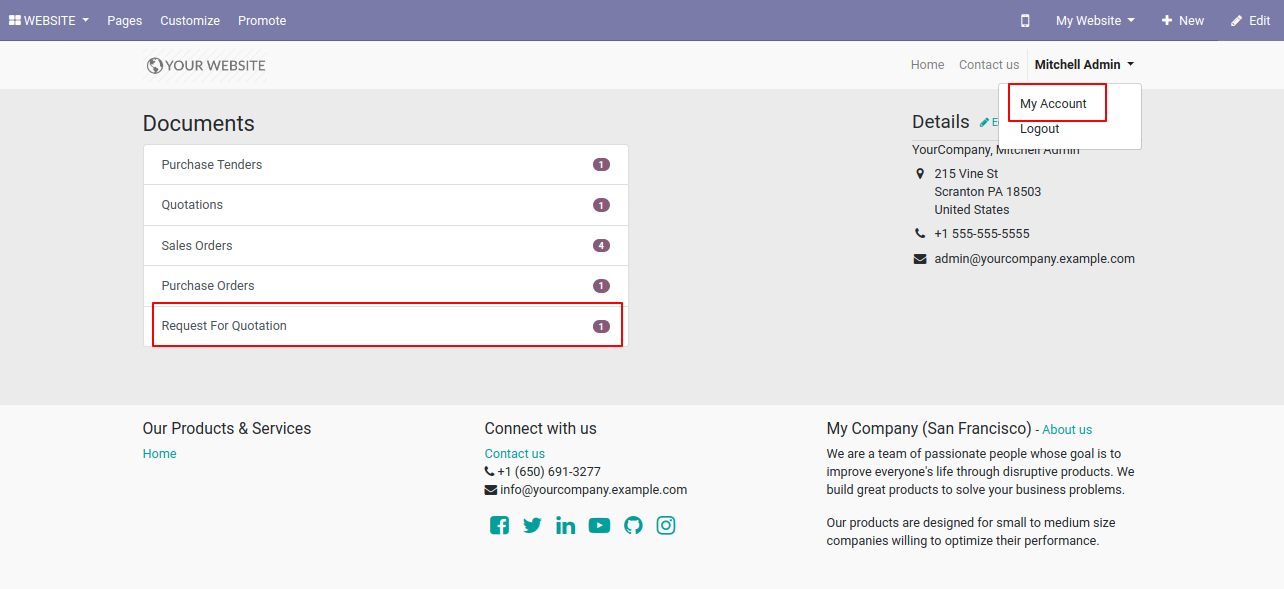 WEBSITE Pages Customize Promote My Website New Edit
YOUR WEBSITE Home Contact us Mitchell Admin
My Account
Logout
Documents
Purchase Tenders 1
Quotations 1
Sales Orders 4
Purchase Orders 1
Request For Quotation 1
Details
YourCompany, Mitchell Admin
215 Vine St
Scranton PA 18503
United States
+1 555-555-5555
admin@yourcompany.example.com
Our Products & Services
Home
Connect with us
Contact us
+1 (650) 691-3277
info@yourcompany.example.com
My Company (San Francisco) - About us
We are a team of passionate people whose goal is to
improve everyone's life through disruptive products. We
build great products to solve your business problems.
Our products are designed for small to medium size
companies willing to optimize their performance.